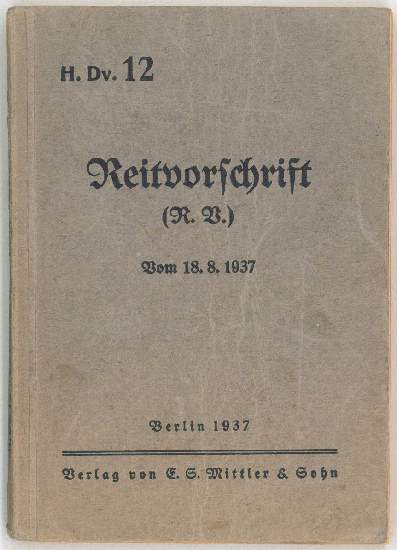 H. Dv. 12
Reitvorschrift
(R. V.)
Vom 18. 8. 1937
Berlin 1937
Verlag von E. S. Mittler & Sohn